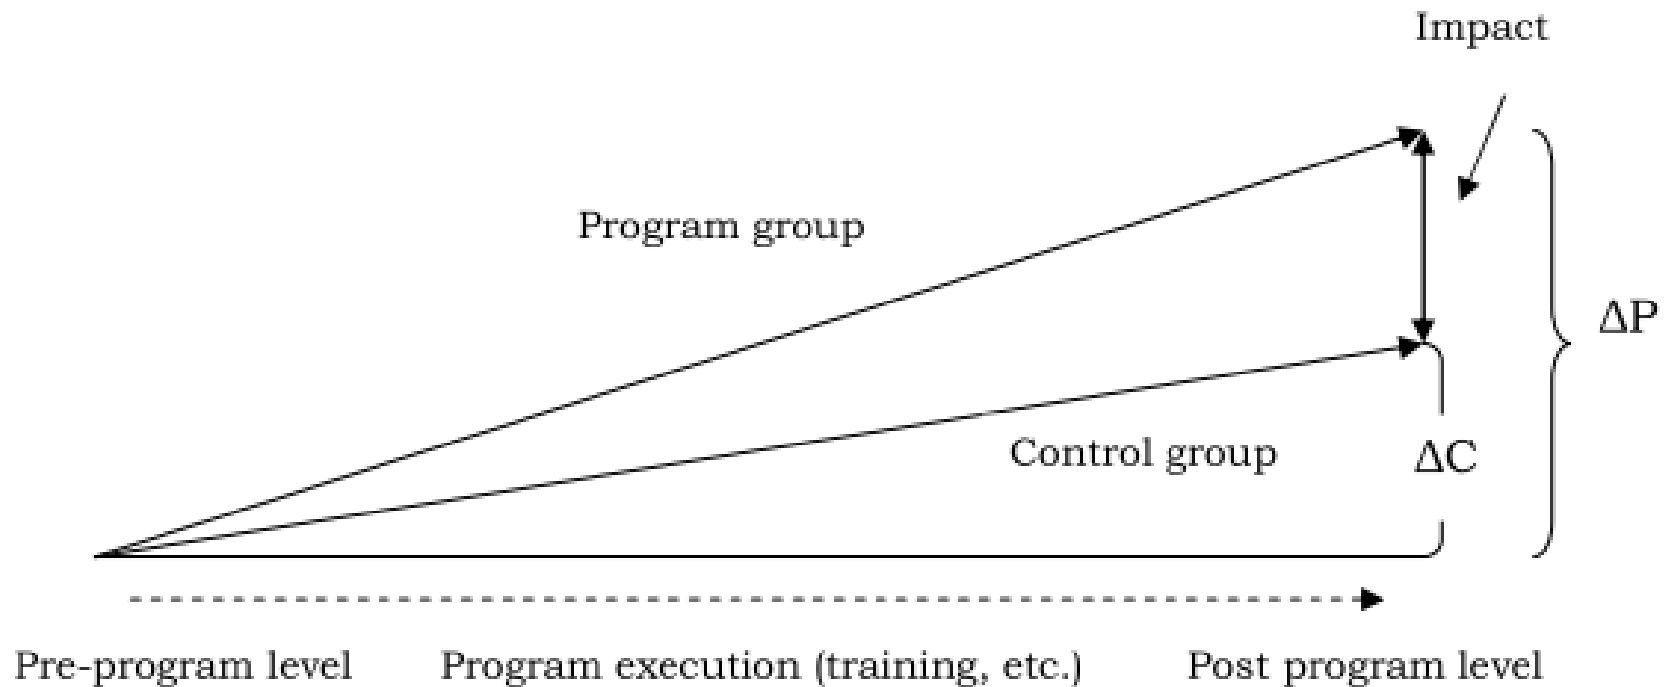 Impact
Program group
ΔP
Control group
ΔC
Pre-program level
Program execution (training, etc.)
Post program level